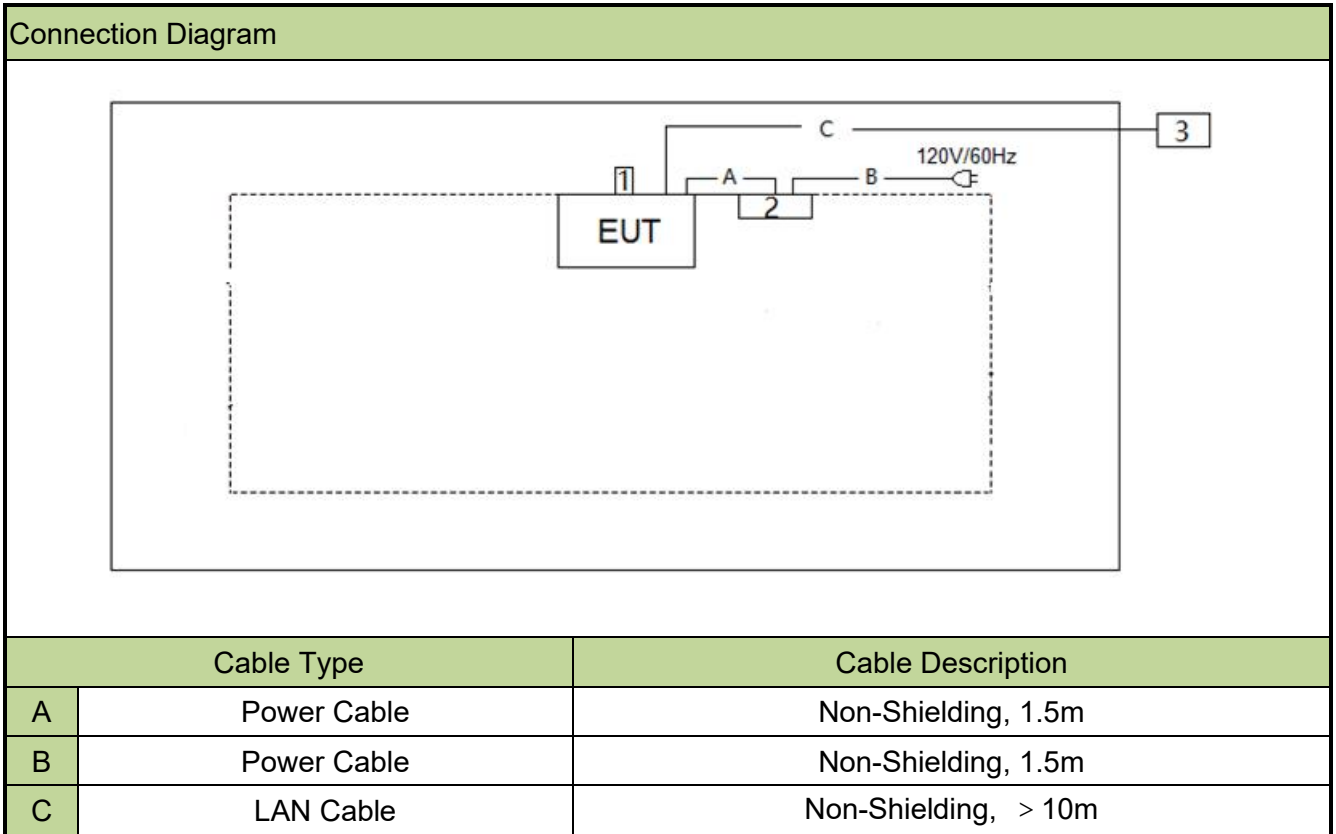 Connection Diagram
C
3
120V/60Hz
1
A
B
2
EUT
Cable Type Cable Description
A Power Cable Non-Shielding, 1.5m
B Power Cable Non-Shielding, 1.5m
C LAN Cable Non-Shielding, ＞10m